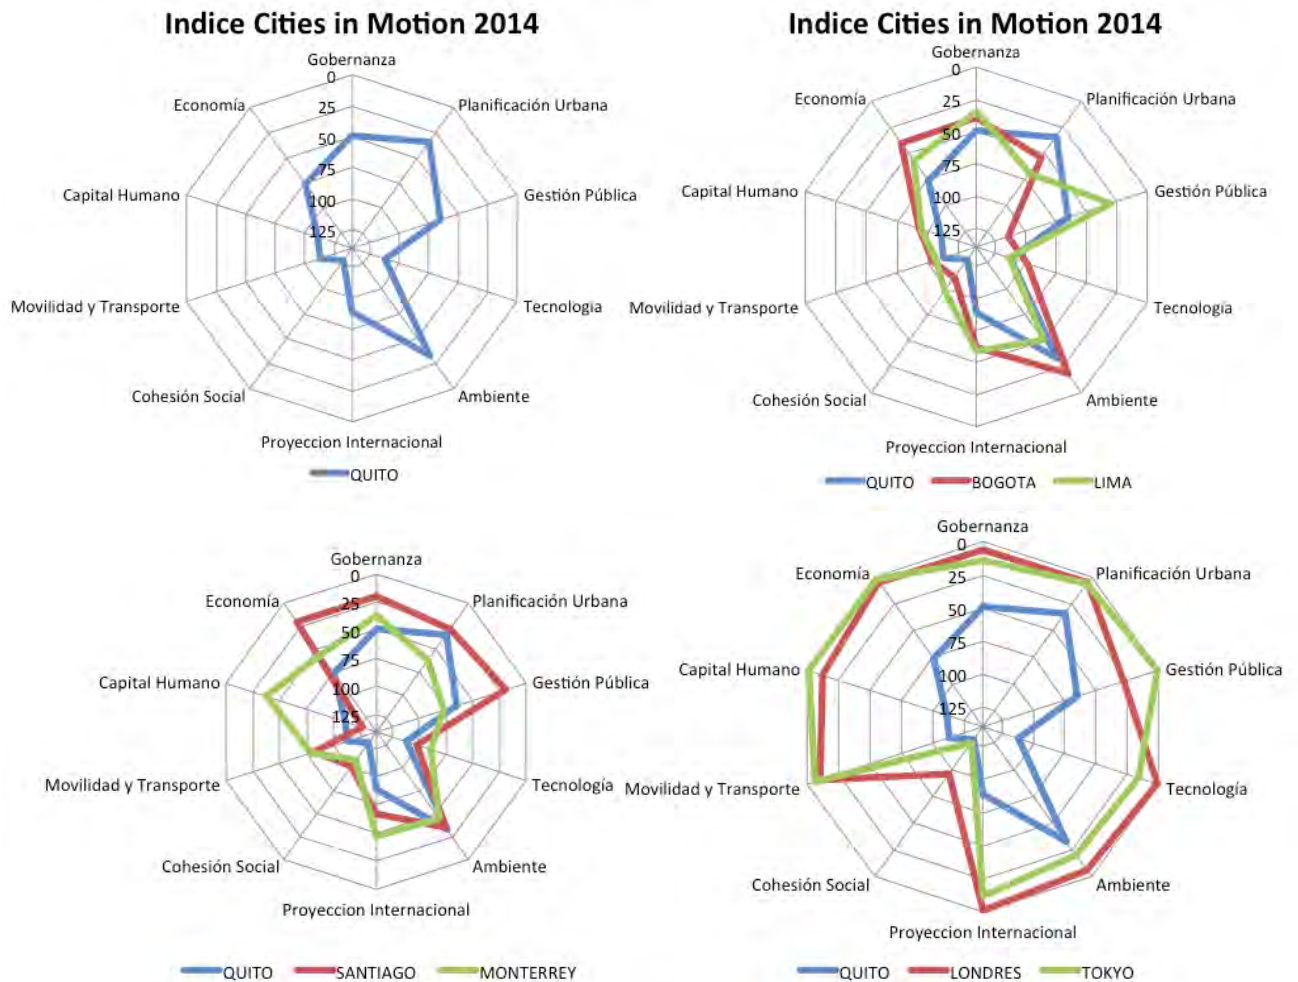 Indice Cities in Motion 2014
Gobernanza
0
25
50
75
100
125
Planificación Urbana
Gestión Pública
Tecnologia
Ambiente
Proyeccion Internacional
Cohesión Social
Movilidad y Transporte
Capital Humano
Economía
QUITO
Indice Cities in Motion 2014
Gobernanza
0
25
50
75
100
125
Planificación Urbana
Gestión Pública
Tecnologia
Ambiente
Proyeccion Internacional
Cohesión Social
Movilidad y Transporte
Capital Humano
Economía
QUITO BOGOTA LIMA
Gobernanza
0
25
50
75
100
125
Planificación Urbana
Gestión Pública
Tecnología
Ambiente
Proyeccion Internacional
Cohesión Social
Movilidad y Transporte
Capital Humano
Economía
QUITO SANTIAGO MONTERREY
Gobernanza
0
25
50
75
100
125
Planificación Urbana
Gestión Pública
Tecnología
Ambiente
Proyeccion Internacional
Cohesión Social
Movilidad y Transporte
Capital Humano
Economía
QUITO LONDRES TOKYO